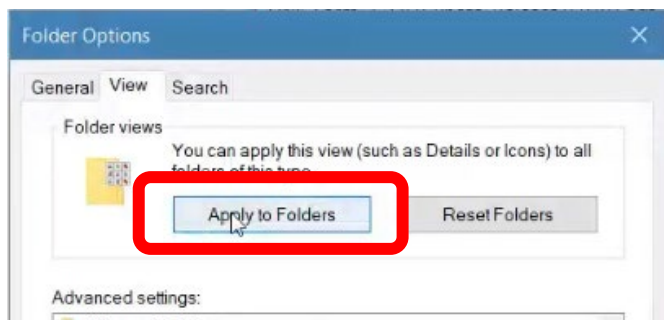 Folder Options
General View Search
Folder views
You can apply this view (such as Details or Icons) to all
folders of this type.
Apply to Folders
Reset Folders
Advanced settings: